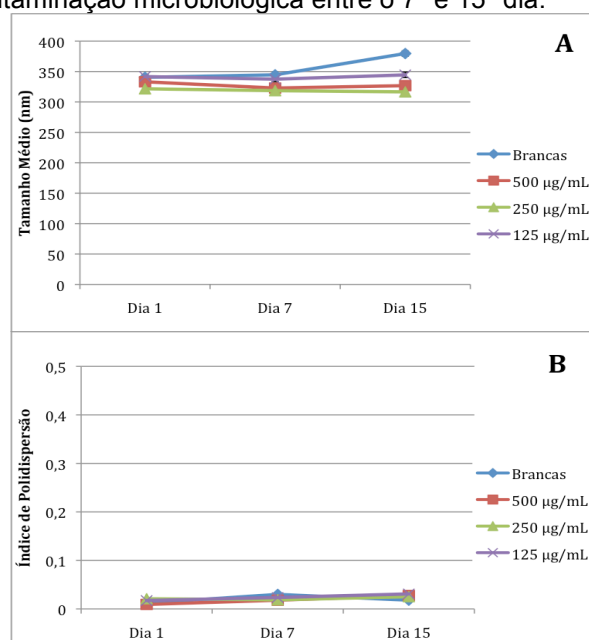 taminação microbiológica entre o 7º e 15º dia.
A
400
350
300
250
200
150
100
50
0
Tamanho Médio (nm)
Dia 1 Dia 7 Dia 15
Brancas
500 µg/mL
250 µg/mL
125 µg/mL
B
0,5
0,4
0,3
0,2
0,1
0
Índice de Polidispersão
Dia 1 Dia 7 Dia 15
Brancas
500 µg/mL
250 µg/mL
125 µg/mL